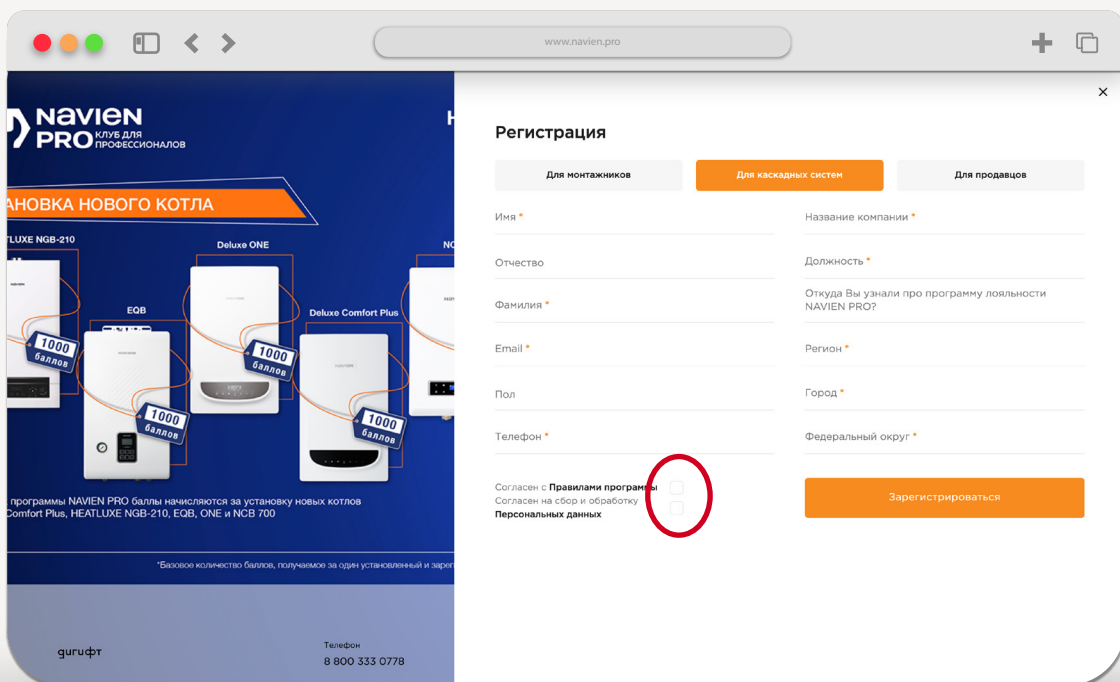 www.navien.pro
NAVIEN
PRO КЛУБ ДЛЯ
ПРОФЕССИОНАЛОВ
АНОВКА НОВОГО КОТЛА
TLUXE NGB-210
Deluxe ONE
NC
EQB
Deluxe Comfort Plus
1000
баллов
1000
баллов
1000
баллов
1000
баллов
программы NAVIEN PRO баллы начисляются за установку новых котлов
Comfort Plus, HEATLUXE NGB-210, EQB, ONE и NCB 700
*Базовое количество баллов, получаемое за один установленный и зареги
дигифт
Телефон
8 800 333 0778
Регистрация
Для монтажников
Для каскадных систем
Для продавцов
Имя *
Название компании *
Отчество
Должность *
Фамилия *
Откуда Вы узнали про программу лояльности
NAVIEN PRO?
Email *
Регион *
Пол
Город *
Телефон *
Федеральный округ *
Согласен с Правилами программы
Согласен на сбор и обработку
Персональных данных
Зарегистрироваться